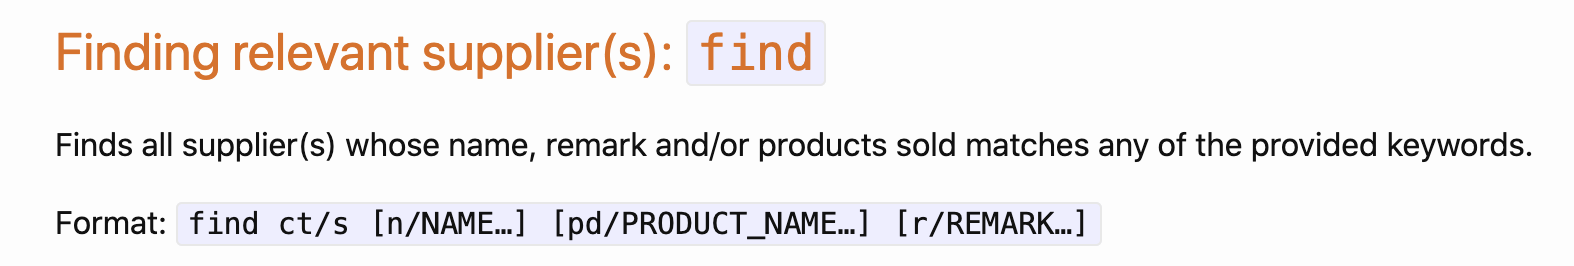 Finding relevant supplier(s): find
Finds all supplier(s) whose name, remark and/or products sold matches any of the provided keywords.
Format: find ct/s [n/NAME…] [pd/PRODUCT_NAME…] [r/REMARK…]